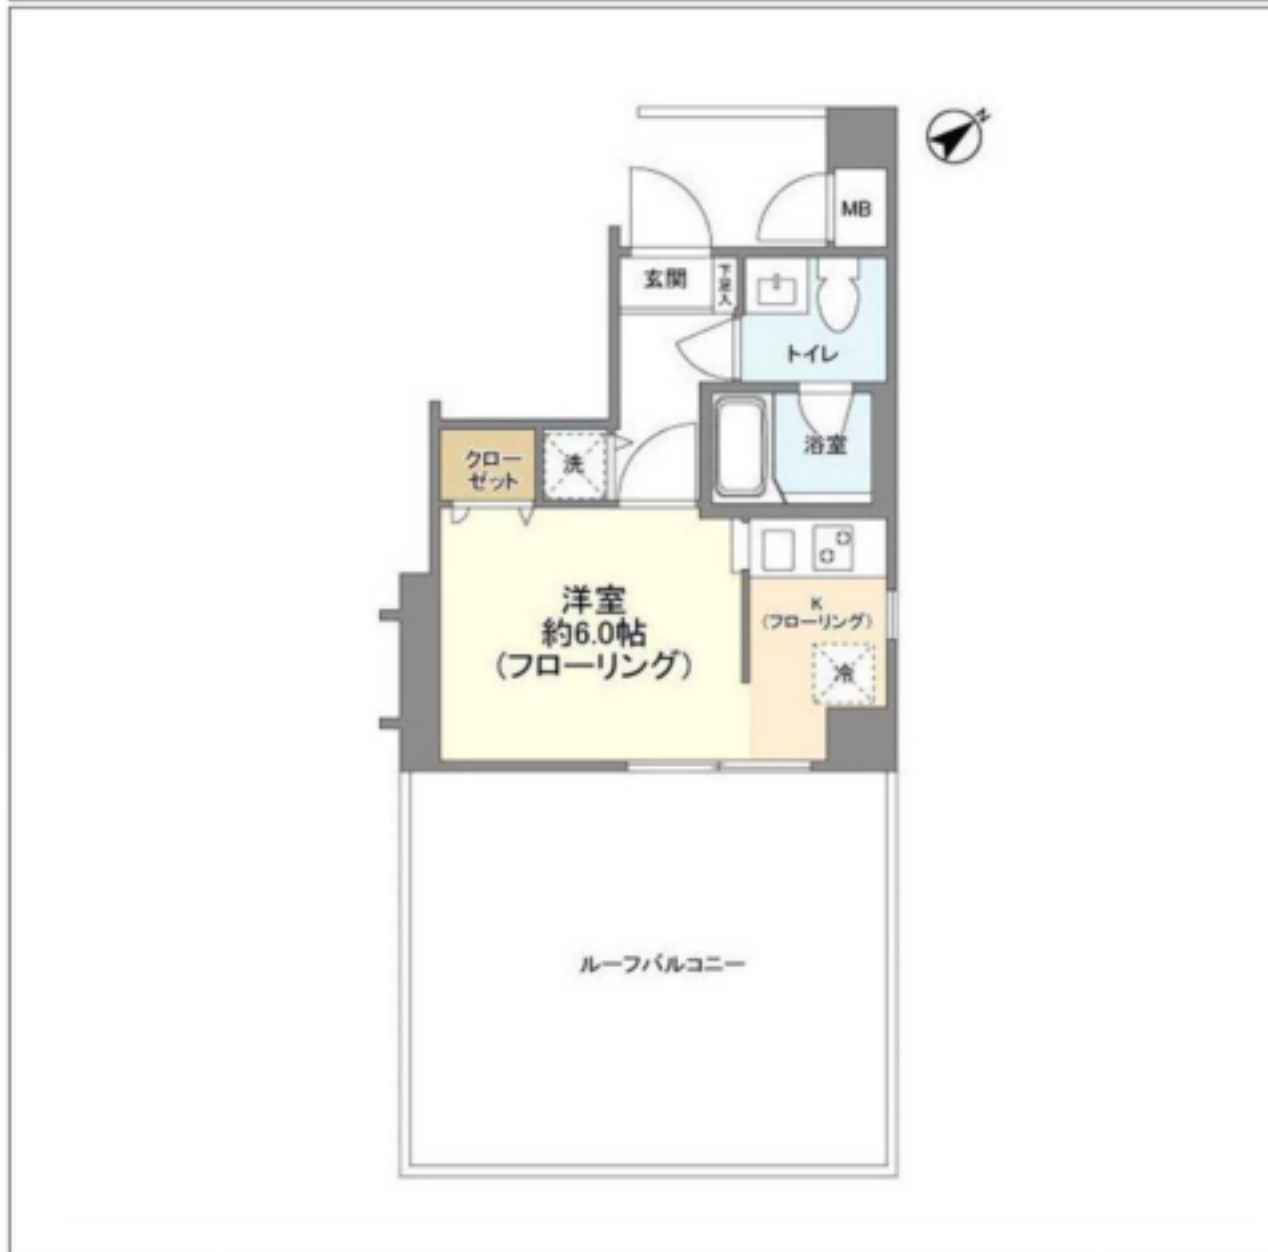 N
MB
玄関
下足入
トイレ
浴室
クロー
ゼット
洗
洋室
約6.0帖
(フローリング)
K
(フローリング)
冷
ルーフバルコニー